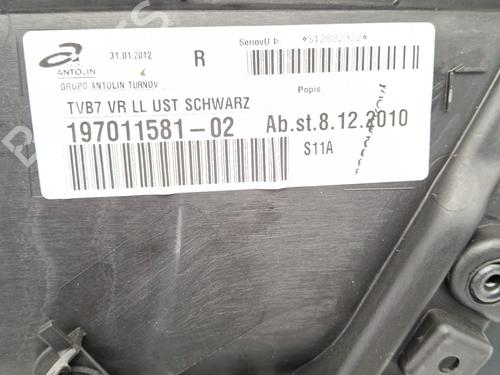 ANTOLIN
31.01.2012
R
SeriovU
GRUPO ANTOLIN TURNOV
TVB7 VR LL UST SCHWARZ
Popis
197011581-02
Ab.st.8.12.2010
S11A